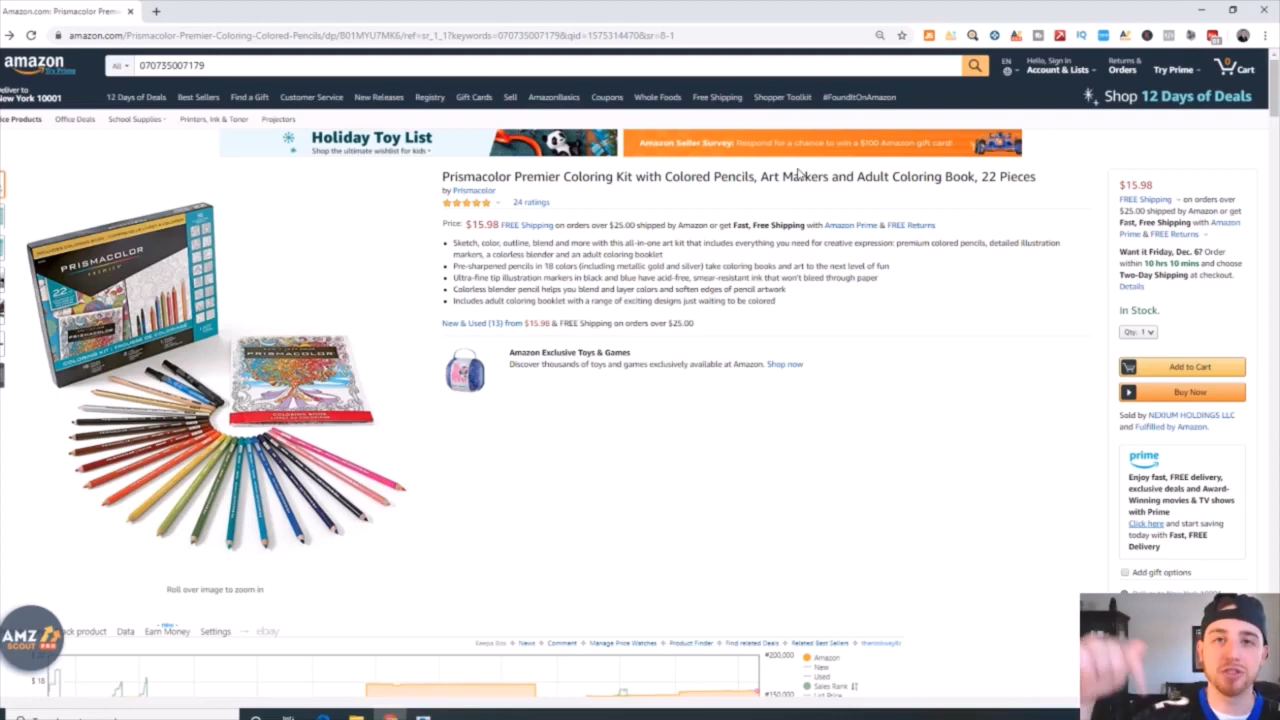 Amazon.com: Prismacolor Premi
amazon.com/Prismacolor-Premier-Coloring-Colored-Pencils/dp/B01MYU7MK6/ref=sr_1_1?keywords=070735007179&qid=1575314470&sr=8-1
amazon
Try Prime
All
070735007179
EN
Hello, Sign in
Account & Lists
Returns &
Orders
Try Prime
0
Cart
Deliver to
New York 10001
12 Days of Deals Best Sellers Find a Gift Customer Service New Releases Registry Gift Cards Sell AmazonBasics Coupons Whole Foods Free Shipping Shopper Toolkit #FoundItOnAmazon
Shop 12 Days of Deals
ice Products Office Deals School Supplies Printers, Ink & Toner Projectors
Holiday Toy List
Shop the ultimate wishlist for kids
Amazon Seller Survey: Respond for a chance to win a $100 Amazon gift card!
Prismacolor Premier Coloring Kit with Colored Pencils, Art Markers and Adult Coloring Book, 22 Pieces
by Prismacolor
24 ratings
Price: $15.98 FREE Shipping on orders over $25.00 shipped by Amazon or get Fast, Free Shipping with Amazon Prime & FREE Returns
Sketch, color, outline, blend and more with this all-in-one art kit that includes everything you need for creative expression: premium colored pencils, detailed illustration
markers, a colorless blender and an adult coloring booklet
Pre-sharpened pencils in 18 colors (including metallic gold and silver) take coloring books and art to the next level of fun
Ultra-fine tip illustration markers in black and blue have acid-free, smear-resistant ink that won't bleed through paper
Colorless blender pencil helps you blend and layer colors and soften edges of pencil artwork
Includes adult coloring booklet with a range of exciting designs just waiting to be colored
New & Used (13) from $15.98 & FREE Shipping on orders over $25.00
Amazon Exclusive Toys & Games
Discover thousands of toys and games exclusively available at Amazon. Shop now
$15.98
FREE Shipping on orders over
$25.00 shipped by Amazon or get
Fast, Free Shipping with Amazon
Prime & FREE Returns
Want it Friday, Dec. 6? Order
within 10 hrs 10 mins and choose
Two-Day Shipping at checkout.
Details
In Stock.
Qty: 1
Add to Cart
Buy Now
Sold by NEXIUM HOLDINGS LLC
and Fulfilled by Amazon.
prime
Enjoy fast, FREE delivery,
exclusive deals and Award-
Winning movies & TV shows
with Prime
Click here and start saving
today with Fast, FREE
Delivery
Add gift options
PRISMACOLOR
PREMIER
22
PRISMACOLOR
COLORING BOOK
Roll over image to zoom in
AMZ
SCOUT PRO
ck product Data Earn Money Settings ebay
new
Keepa Box News Comment Manage Price Watches Product Finder Find related Deals Related Best Sellers
$ 18
#200,000
#150,000
Amazon
New
Used
Sales Rank
List Price